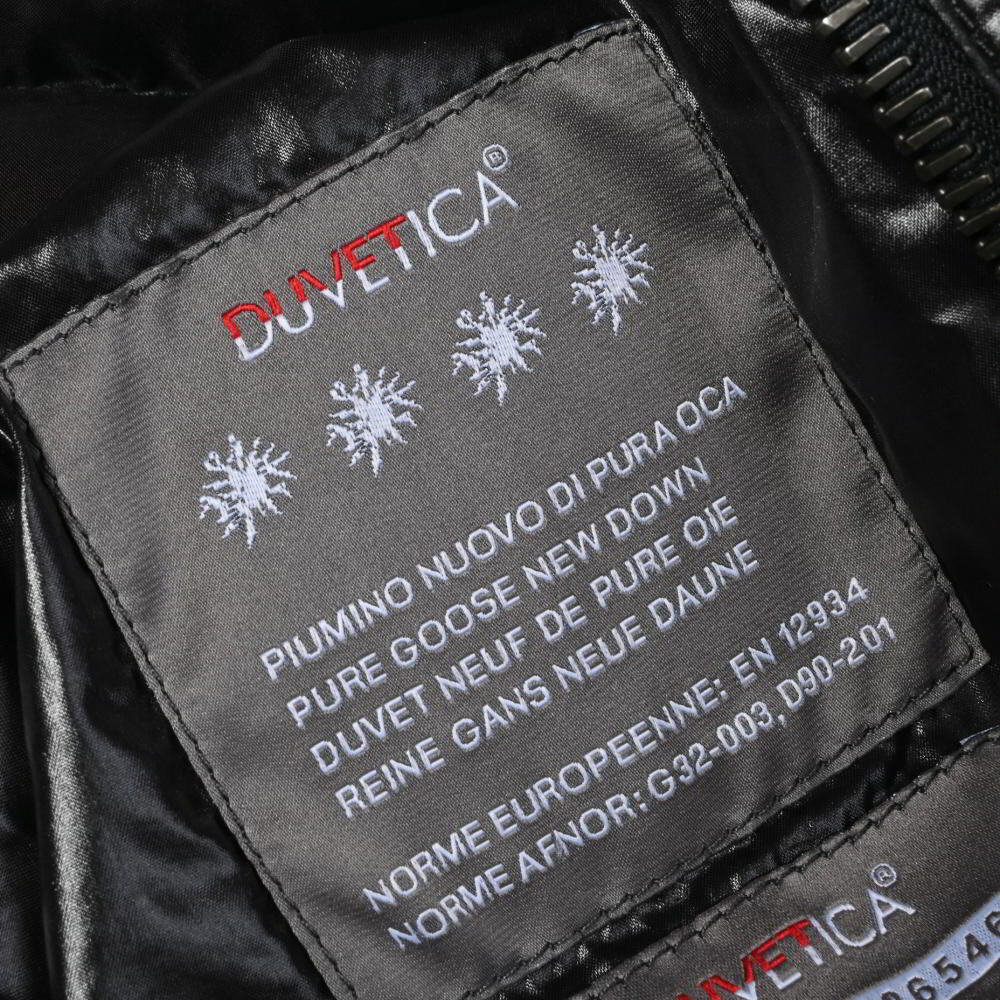 DUVETICA®
PIUMINO NUOVO DI PURA OCA
PURE GOOSE NEW DOWN
DUVET NEUF DE PURE OIE
REINE GANS NEUE DAUNE
NORME EUROPEENNE: EN 12934
NORME AFNOR: G32-003, D90-201
DUVETICA®
6546